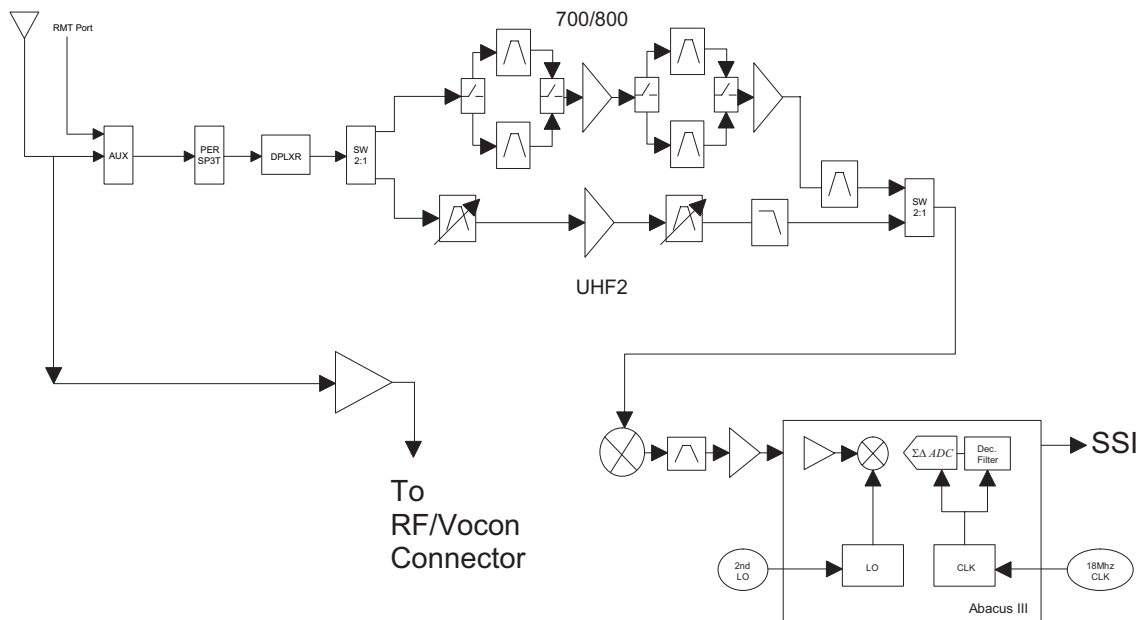 700/800
RMT Port
AUX
PER
SP3T
DPLXR
SW
2:1
SW
2:1
UHF2
To
RF/Vocon
Connector
ΣΔ ADC
Dec.
Filter
SSI
2nd
LO
LO
CLK
18Mhz
CLK
Abacus III